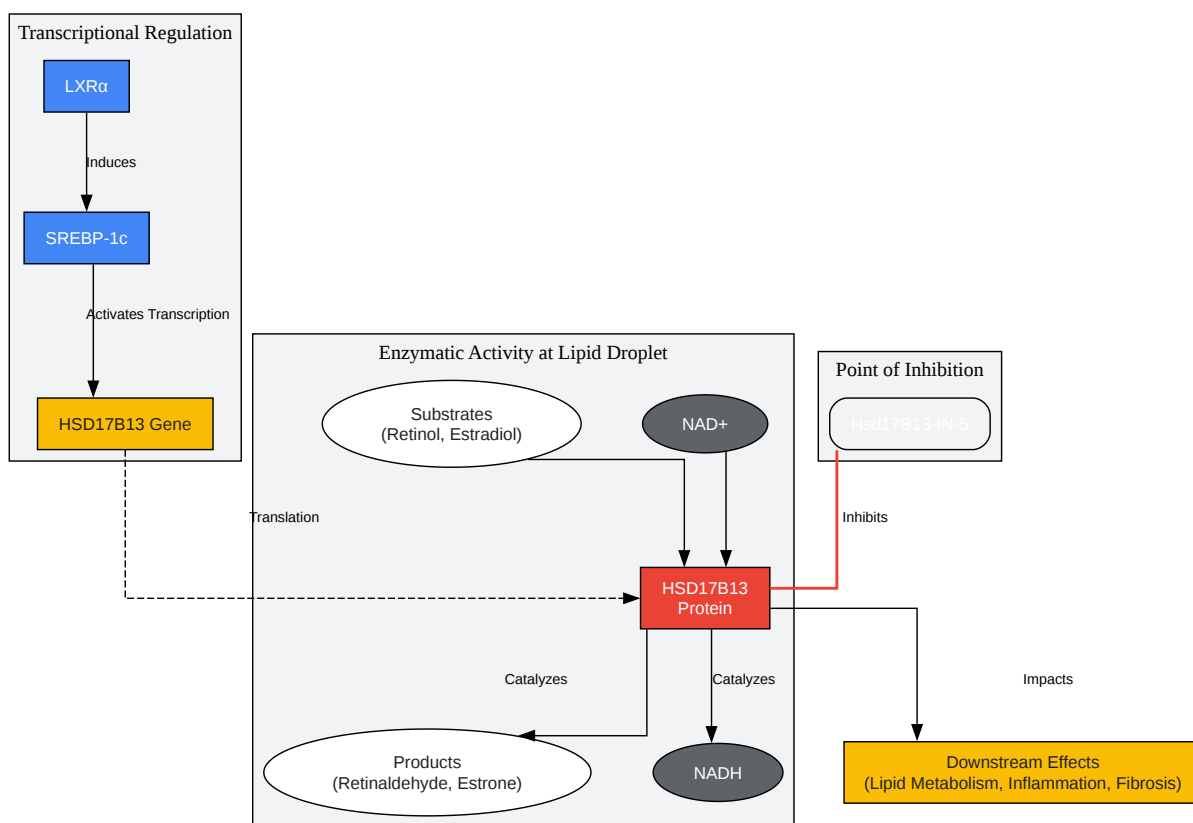 Transcriptional Regulation
LXRα
Induces
SREBP-1c
Activates Transcription
HSD17B13 Gene
Translation
Enzymatic Activity at Lipid Droplet
Substrates
(Retinol, Estradiol)
NAD+
Point of Inhibition
Hsd17B13-IN-5
Inhibits
HSD17B13
Protein
Catalyzes
Catalyzes
Impacts
Products
(Retinaldehyde, Estrone)
NADH
Downstream Effects
(Lipid Metabolism, Inflammation, Fibrosis)